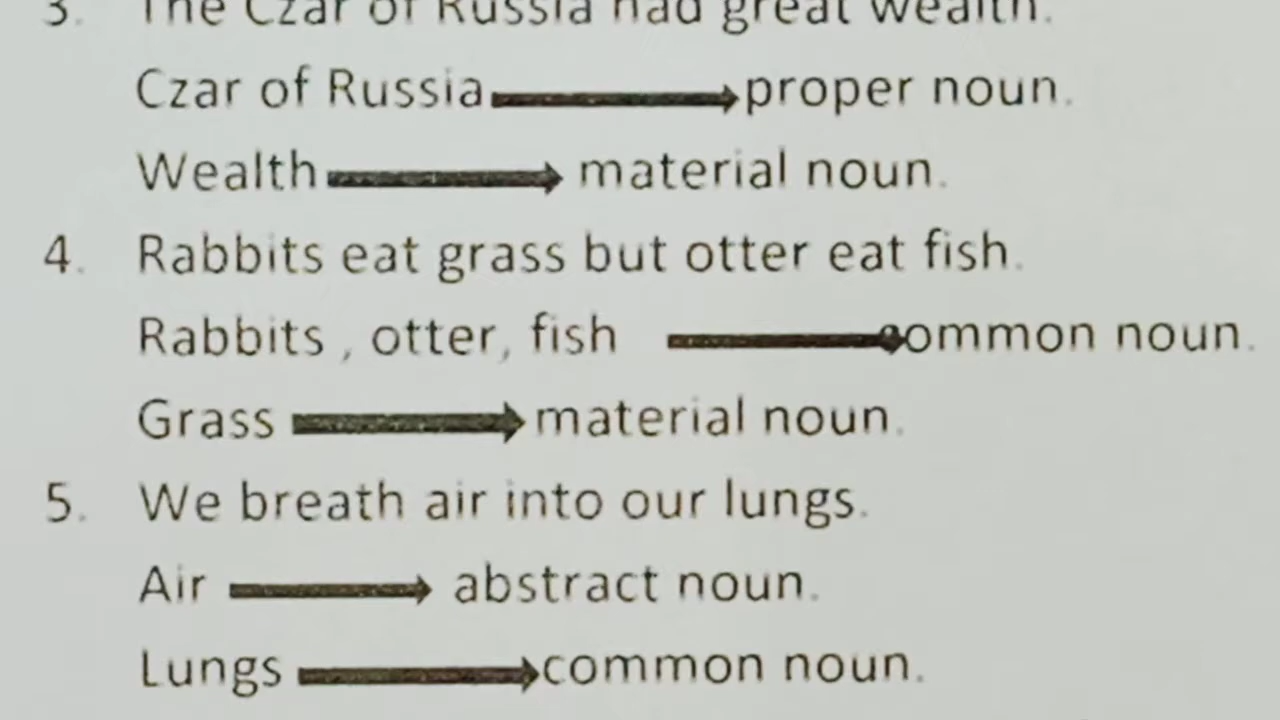 3. The Czar of Russia had great wealth.
Czar of Russia proper noun.
Wealth material noun.
4. Rabbits eat grass but otter eat fish.
Rabbits , otter, fish common noun.
Grass material noun.
5. We breath air into our lungs.
Air abstract noun.
Lungs common noun.